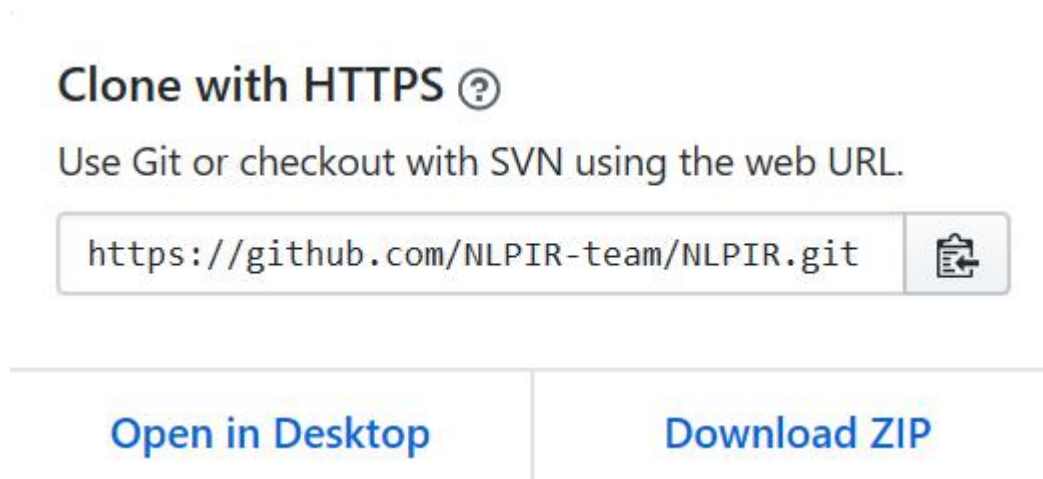 Clone with HTTPS ?
Use Git or checkout with SVN using the web URL.
https://github.com/NLPIR-team/NLPIR.git
Open in Desktop
Download ZIP